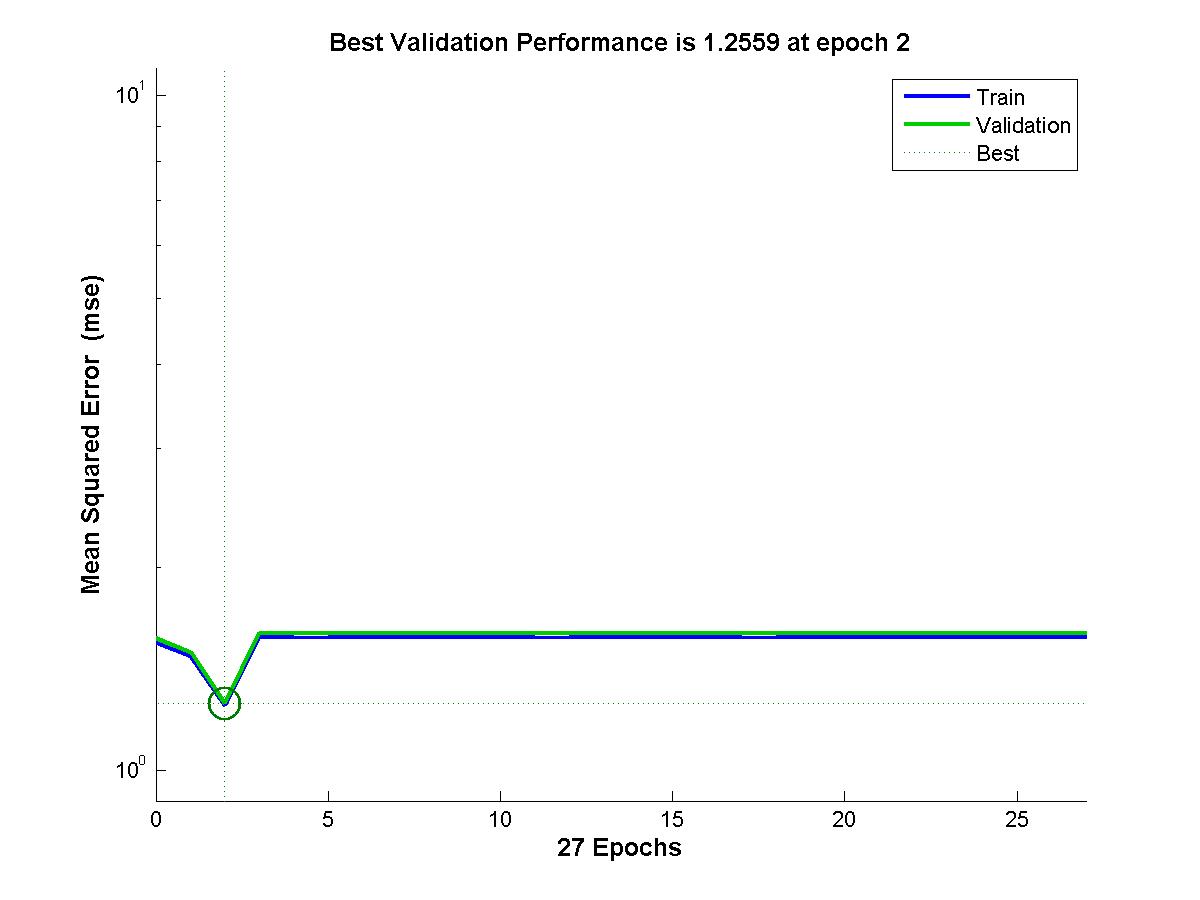 Best Validation Performance is 1.2559 at epoch 2
10^1
Train
Validation
Best
Mean Squared Error (mse)
10^0
0 5 10 15 20 25
27 Epochs